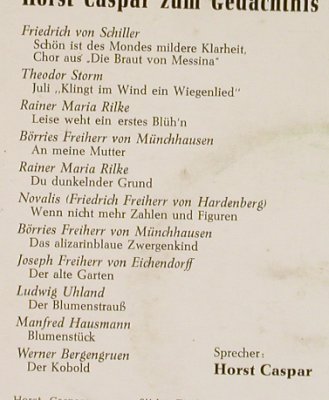 Horst Caspar zum Gedächtnis
Friedrich von Schiller
Schön ist des Mondes mildere Klarheit,
Chor aus „Die Braut von Messina"
Theodor Storm
Juli „Klingt im Wind ein Wiegenlied"
Rainer Maria Rilke
Leise weht ein erstes Blüh'n
Börries Freiherr von Münchhausen
An meine Mutter
Rainer Maria Rilke
Du dunkelnder Grund
Novalis (Friedrich Freiherr von Hardenberg)
Wenn nicht mehr Zahlen und Figuren
Börries Freiherr von Münchhausen
Das alizarinblaue Zwergenkind
Joseph Freiherr von Eichendorff
Der alte Garten
Ludwig Uhland
Der Blumenstrauß
Manfred Hausmann
Blumenstück
Werner Bergengruen
Der Kobold
Sprecher:
Horst Caspar